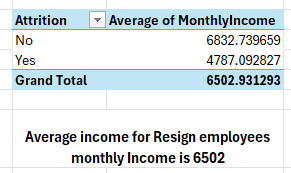 Attrition Average of MonthlyIncome
No 6832.739659
Yes 4787.092827
Grand Total 6502.931293
Average income for Resign employees
monthly Income is 6502